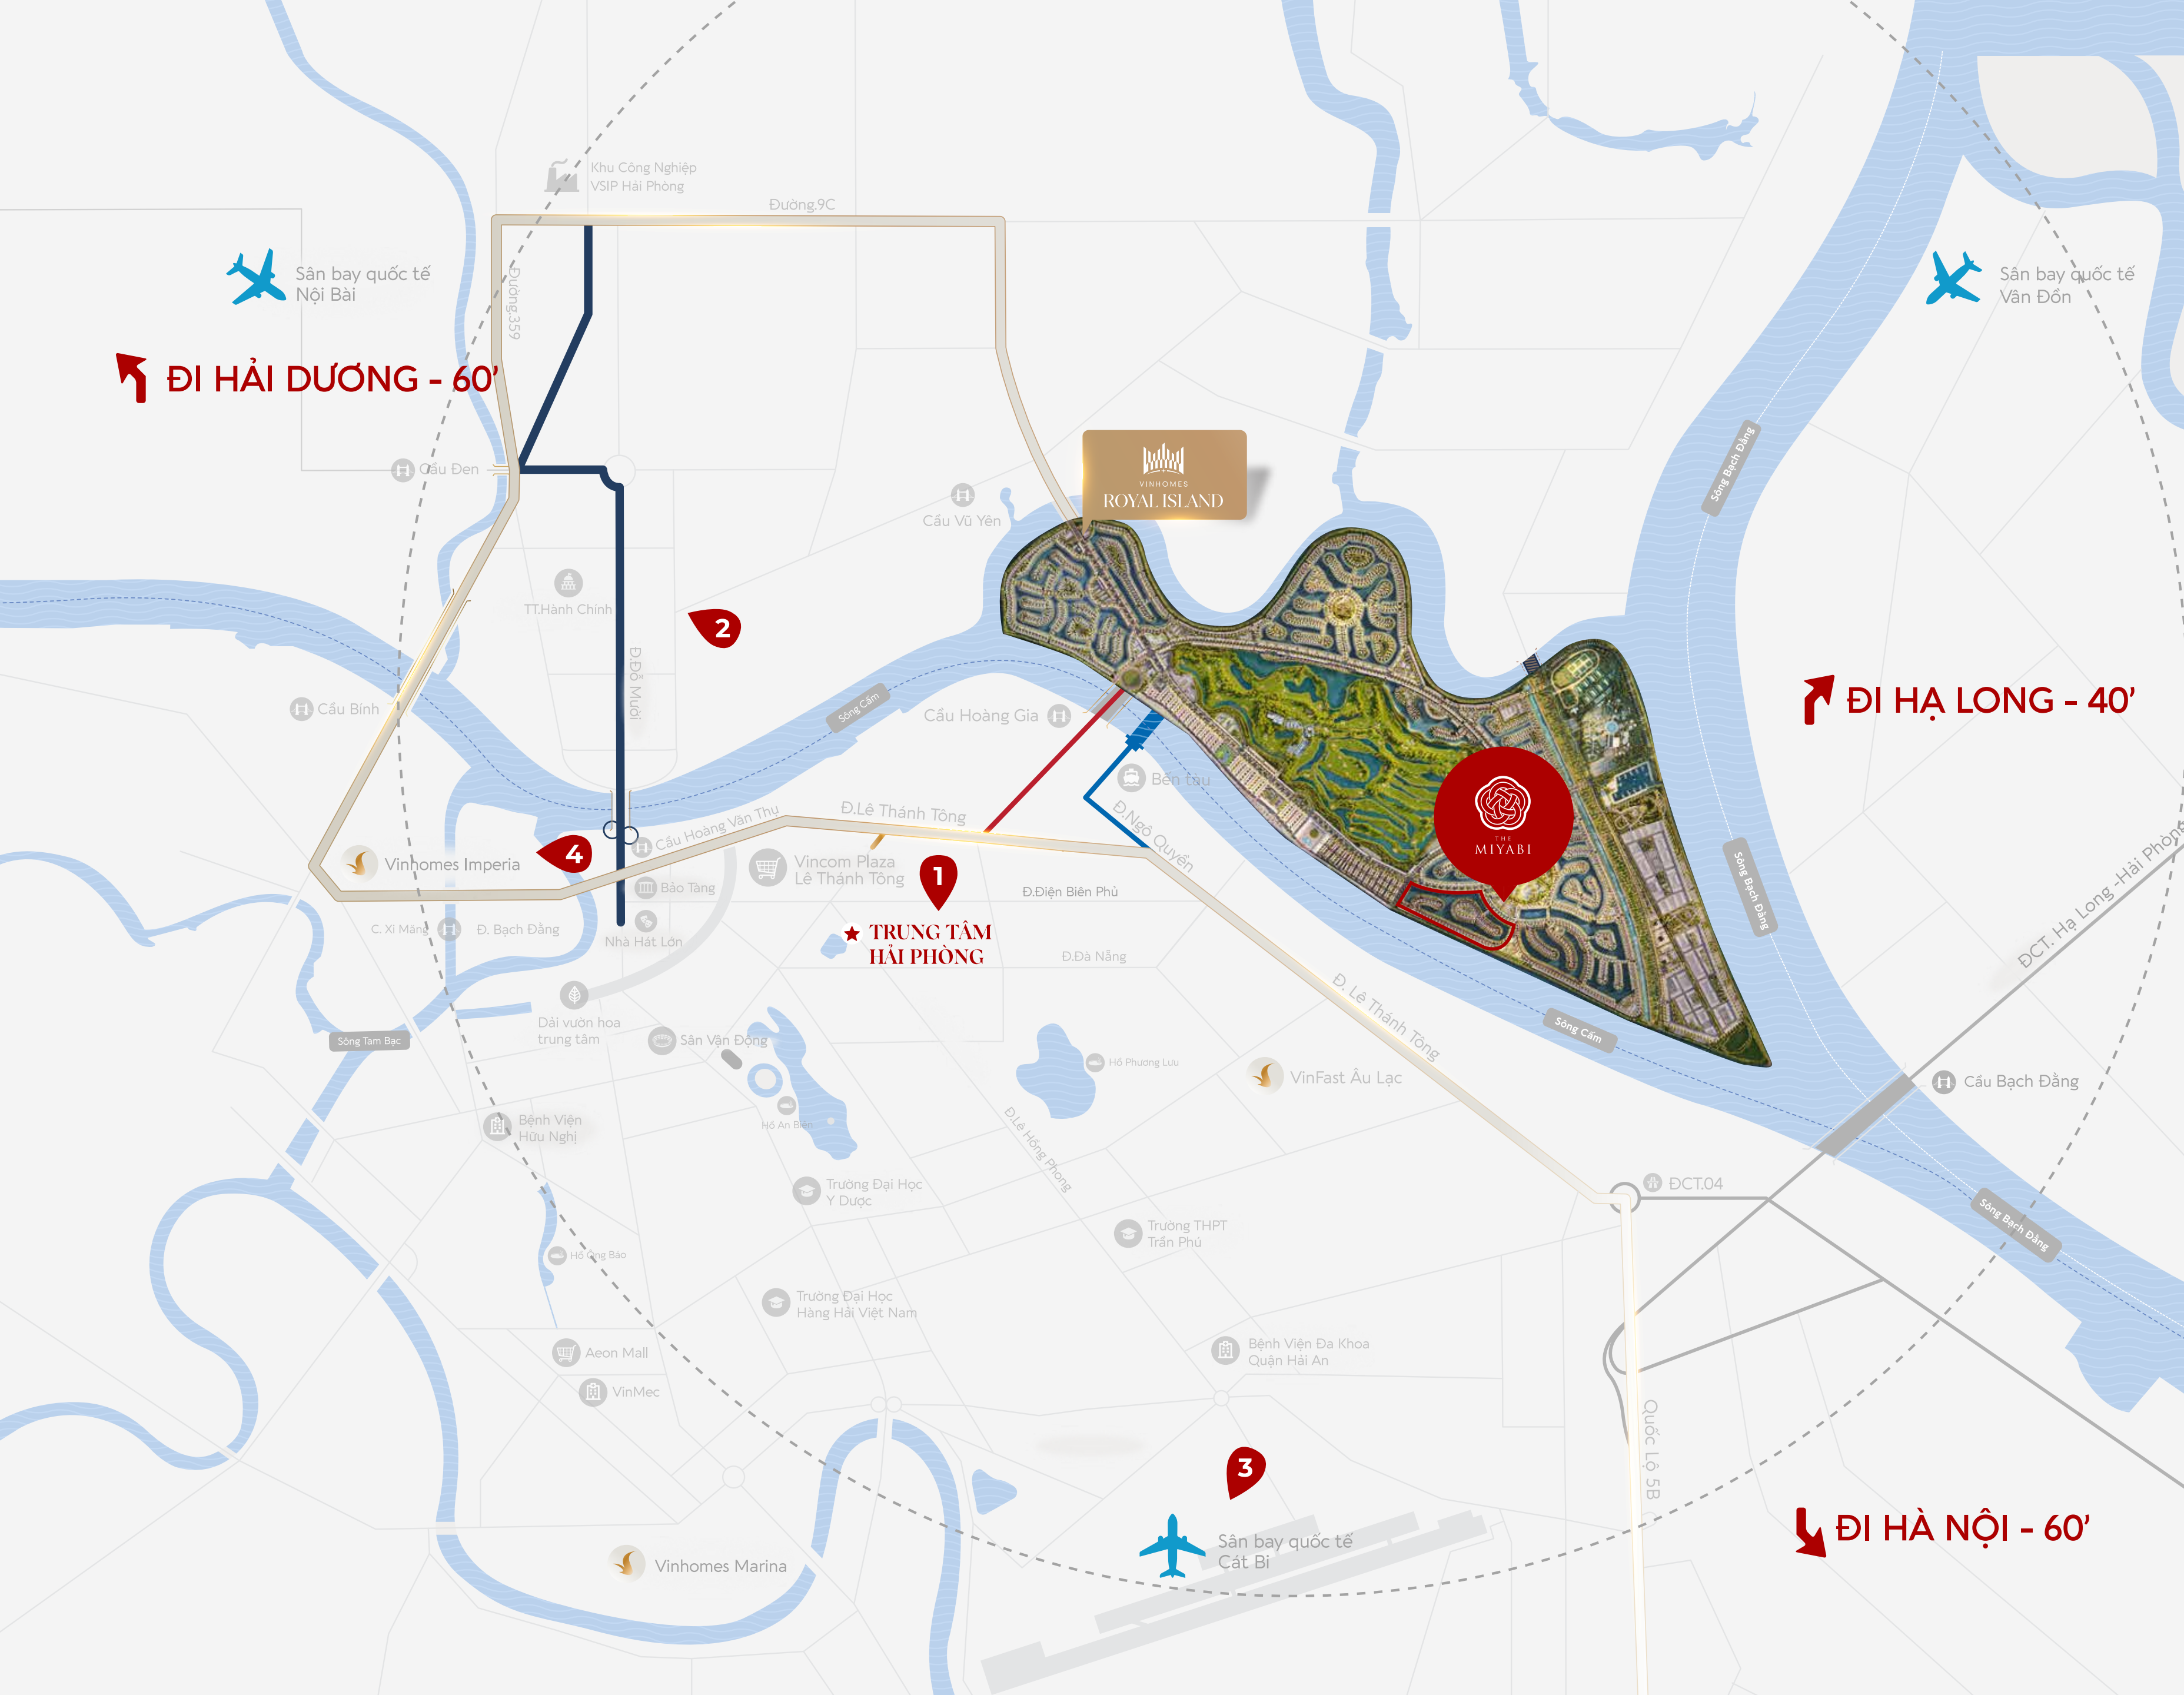 Khu Công Nghiệp
VSIP Hải Phòng
Đường.9C
Sân bay quốc tế
Nội Bài
Đường.359
Sân bay quốc tế
Vân Đồn
ĐI HẢI DƯƠNG - 60’
Cầu Đen
VINHOMES
ROYAL ISLAND
Cầu Vũ Yên
Sông Bạch Đằng
TT.Hành Chính
2
Đ.Đỗ Mười
Cầu Bính
Sông Cấm
Cầu Hoàng Gia
ĐI HẠ LONG - 40’
Bến tàu
Đ.Lê Thánh Tông
Đ.Ngô Quyền
Cầu Hoàng Văn Thụ
THE
MIYABI
Vinhomes Imperia
4
Vincom Plaza
Lê Thánh Tông
1
Bảo Tàng
Đ.Điện Biên Phủ
Sông Bạch Đằng
ĐCT. Hạ Long -Hải Phòng
C. Xi Măng
Đ. Bạch Đằng
Nhà Hát Lớn
TRUNG TÂM
HẢI PHÒNG
Đ.Đà Nẵng
Đ. Lê Thánh Tông
Dải vườn hoa
trung tâm
Sông Tam Bạc
Sân Vận Động
Sông Cấm
Hồ Phương Lưu
VinFast Âu Lạc
Cầu Bạch Đằng
Hồ An Biên
Bệnh Viện
Hữu Nghị
Đ.Lê Hồng Phong
Trường Đại Học
Y Dược
ĐCT.04
Trường THPT
Trần Phú
Sông Bạch Đằng
Hồ Ông Báo
Trường Đại Học
Hàng Hải Việt Nam
Aeon Mall
Bệnh Viện Đa Khoa
Quận Hải An
VinMec
Quốc Lộ 5B
3
Sân bay quốc tế
Cát Bi
ĐI HÀ NỘI - 60’
Vinhomes Marina